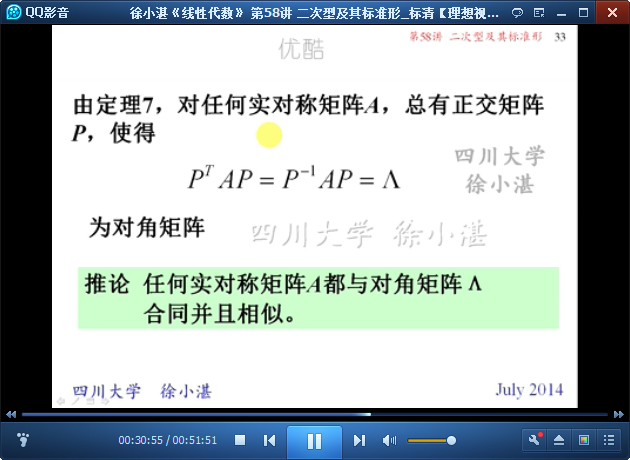 QQ影音
徐小湛《线性代数》 第58讲 二次型及其标准形_标清【理想视...
优酷
第58讲 二次型及其标准形 33
由定理7，对任何实对称矩阵A，总有正交矩阵
P，使得
P^T AP = P^{-1} AP = Λ
四川大学
徐小湛
为对角矩阵
四川大学 徐小湛
推论 任何实对称矩阵A都与对角矩阵 Λ
合同并且相似。
四川大学 徐小湛
July 2014
00:30:55 / 00:51:51